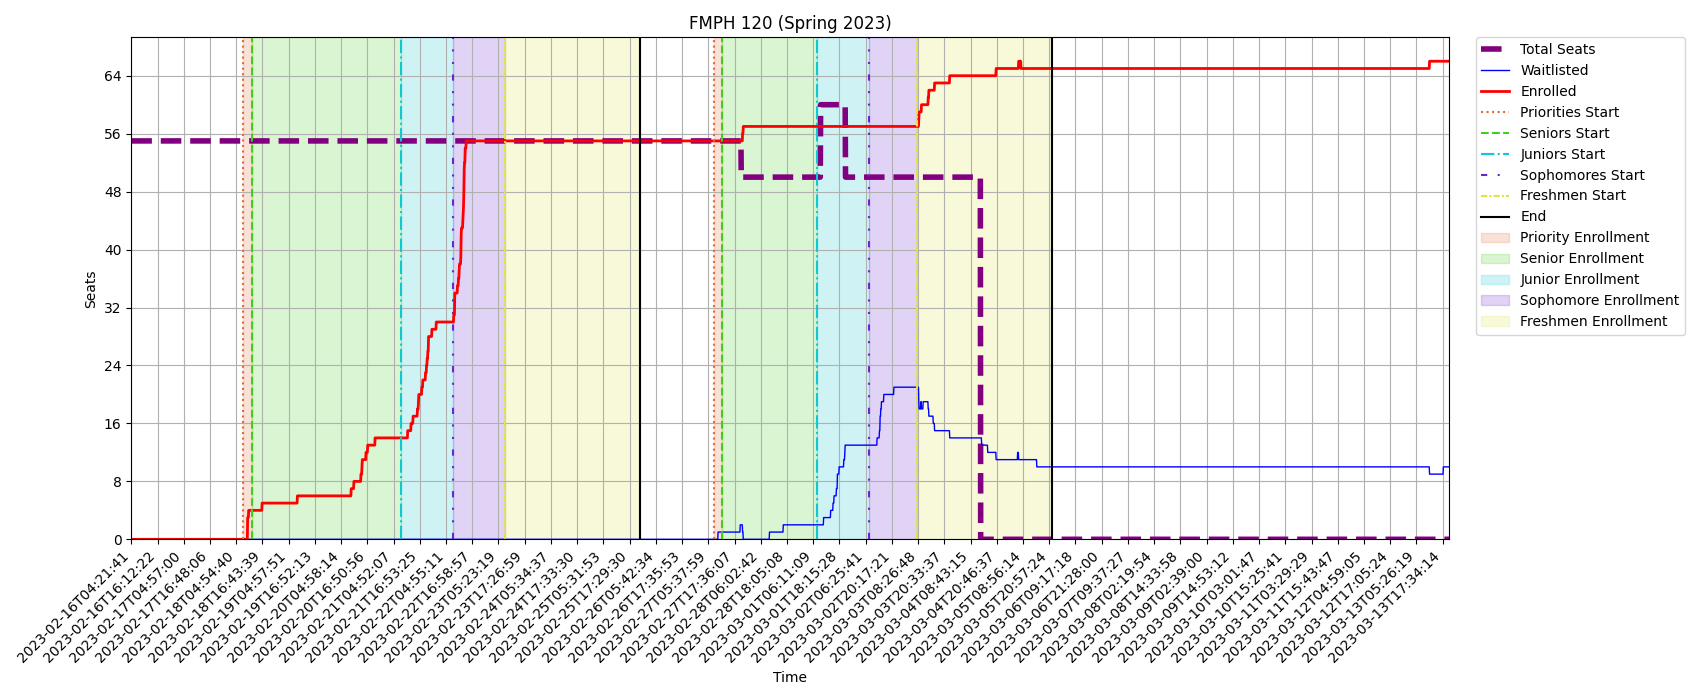 FMPH 120 (Spring 2023)
Seats
64
56
48
40
32
24
16
8
0
2023-02-16T04:21:41
2023-02-16T16:12:22
2023-02-17T04:57:00
2023-02-17T16:48:06
2023-02-18T04:54:40
2023-02-18T16:43:39
2023-02-19T04:57:51
2023-02-19T16:52:13
2023-02-20T04:58:14
2023-02-20T16:50:56
2023-02-21T04:52:07
2023-02-21T16:53:25
2023-02-22T04:55:11
2023-02-22T16:58:57
2023-02-23T05:23:19
2023-02-23T17:26:59
2023-02-24T05:34:37
2023-02-24T17:33:30
2023-02-25T05:31:53
2023-02-25T17:29:30
2023-02-26T05:42:34
2023-02-26T17:35:53
2023-02-27T05:37:59
2023-02-27T17:36:07
2023-02-28T06:02:42
2023-02-28T18:05:08
2023-03-01T06:11:09
2023-03-01T18:15:28
2023-03-02T06:25:41
2023-03-02T20:17:21
2023-03-03T08:26:48
2023-03-03T20:33:37
2023-03-04T08:43:15
2023-03-04T20:46:37
2023-03-05T08:56:14
2023-03-05T20:57:24
2023-03-06T09:17:18
2023-03-06T21:28:00
2023-03-07T09:37:27
2023-03-08T02:19:54
2023-03-08T14:33:58
2023-03-09T02:39:00
2023-03-09T14:53:12
2023-03-10T03:01:47
2023-03-10T15:25:41
2023-03-11T03:29:29
2023-03-11T15:43:47
2023-03-12T04:59:05
2023-03-12T17:05:24
2023-03-13T05:26:19
2023-03-13T17:34:14
Time
Total Seats
Waitlisted
Enrolled
Priorities Start
Seniors Start
Juniors Start
Sophomores Start
Freshmen Start
End
Priority Enrollment
Senior Enrollment
Junior Enrollment
Sophomore Enrollment
Freshmen Enrollment